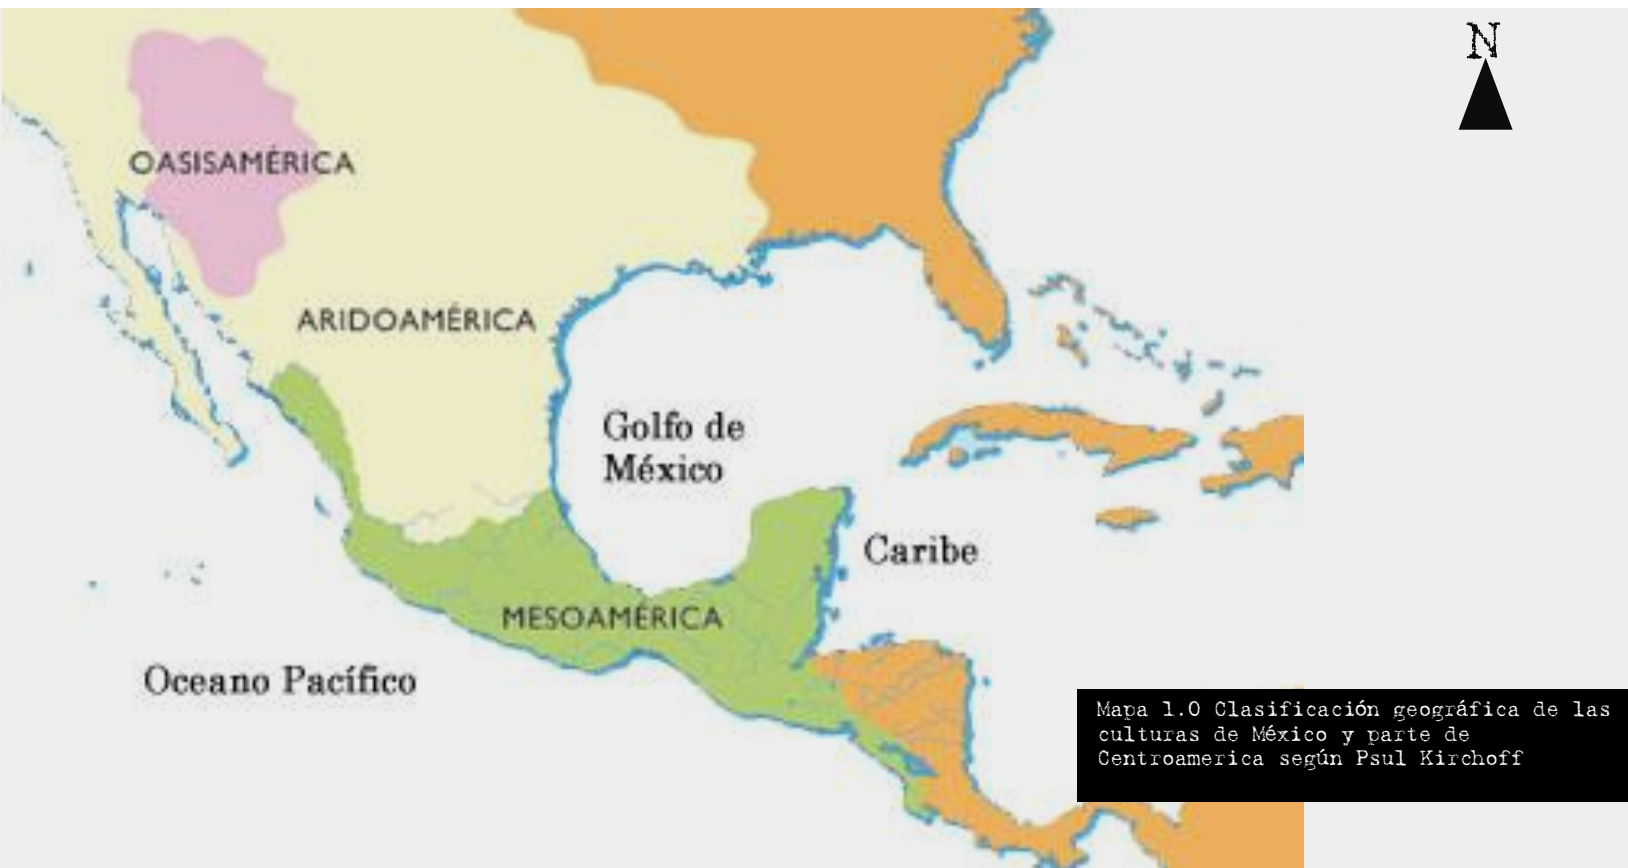 N
OASISAMÉRICA
ARIDOAMÉRICA
Golfo de
México
Caribe
MESOAMÉRICA
Oceano Pacífico
Mapa 1.0 Clasificación geográfica de las
culturas de México y parte de
Centroamerica según Psul Kirchoff